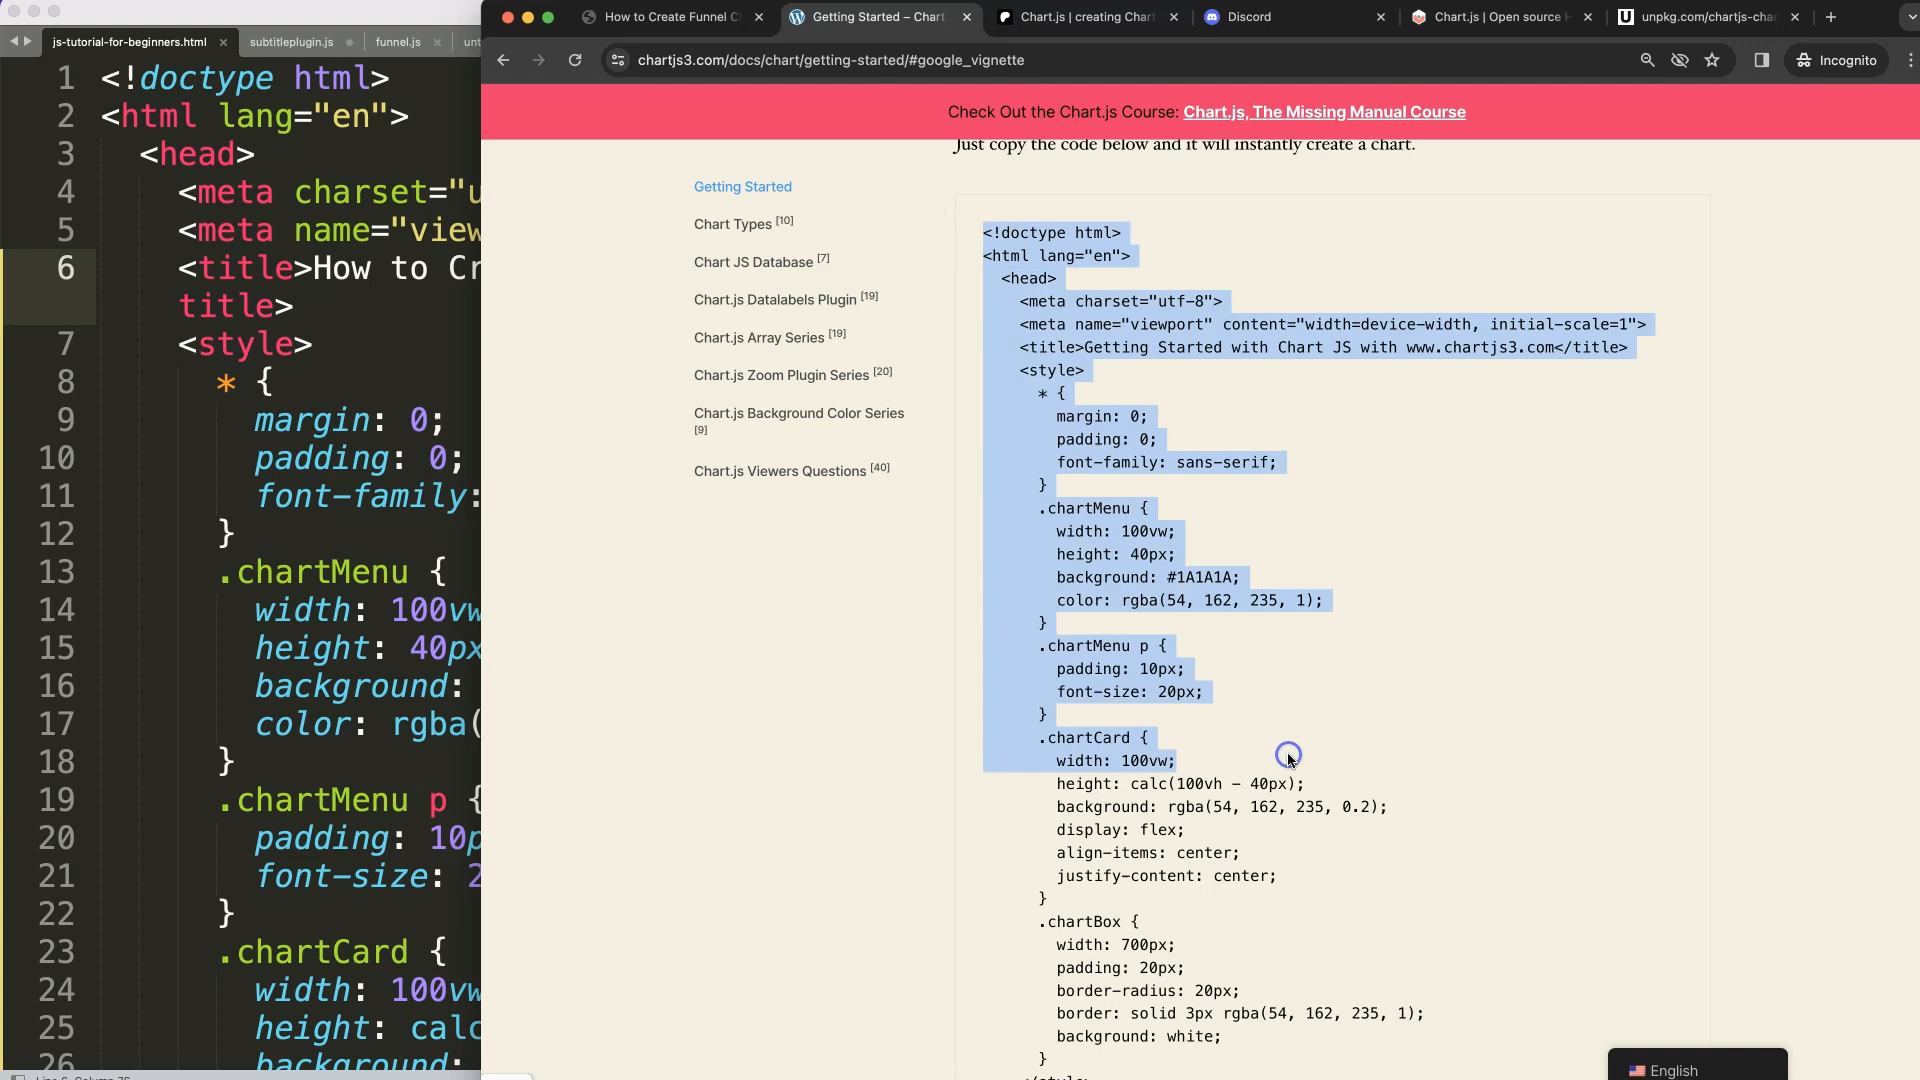 js-tutorial-for-beginners.html
subtitleplugin.js
funnel.js
1 <!doctype html>
2 <html lang="en">
3 <head>
4 <meta charset="u
5 <meta name="view
6 <title>How to Cr
title>
7 <style>
8 * {
9 margin: 0;
10 padding: 0;
11 font-family:
12 }
13 .chartMenu {
14 width: 100vw
15 height: 40px
16 background:
17 color: rgba(
18 }
19 .chartMenu p {
20 padding: 10p
21 font-size: 2
22 }
23 .chartCard {
24 width: 100vw
25 height: calc
26 background:
How to Create Funnel C
Getting Started – Chart
Chart.js | creating Chart
Discord
Chart.js | Open source H
unpkg.com/chartjs-char
chartjs3.com/docs/chart/getting-started/#google_vignette
Incognito
Check Out the Chart.js Course: Chart.js, The Missing Manual Course
Just copy the code below and it will instantly create a chart.
Getting Started
Chart Types [10]
Chart JS Database [7]
Chart.js Datalabels Plugin [19]
Chart.js Array Series [19]
Chart.js Zoom Plugin Series [20]
Chart.js Background Color Series
[9]
Chart.js Viewers Questions [40]
<!doctype html>
<html lang="en">
<head>
<meta charset="utf-8">
<meta name="viewport" content="width=device-width, initial-scale=1">
<title>Getting Started with Chart JS with www.chartjs3.com</title>
<style>
* {
margin: 0;
padding: 0;
font-family: sans-serif;
}
.chartMenu {
width: 100vw;
height: 40px;
background: #1A1A1A;
color: rgba(54, 162, 235, 1);
}
.chartMenu p {
padding: 10px;
font-size: 20px;
}
.chartCard {
width: 100vw;
height: calc(100vh - 40px);
background: rgba(54, 162, 235, 0.2);
display: flex;
align-items: center;
justify-content: center;
}
.chartBox {
width: 700px;
padding: 20px;
border-radius: 20px;
border: solid 3px rgba(54, 162, 235, 1);
background: white;
}
English